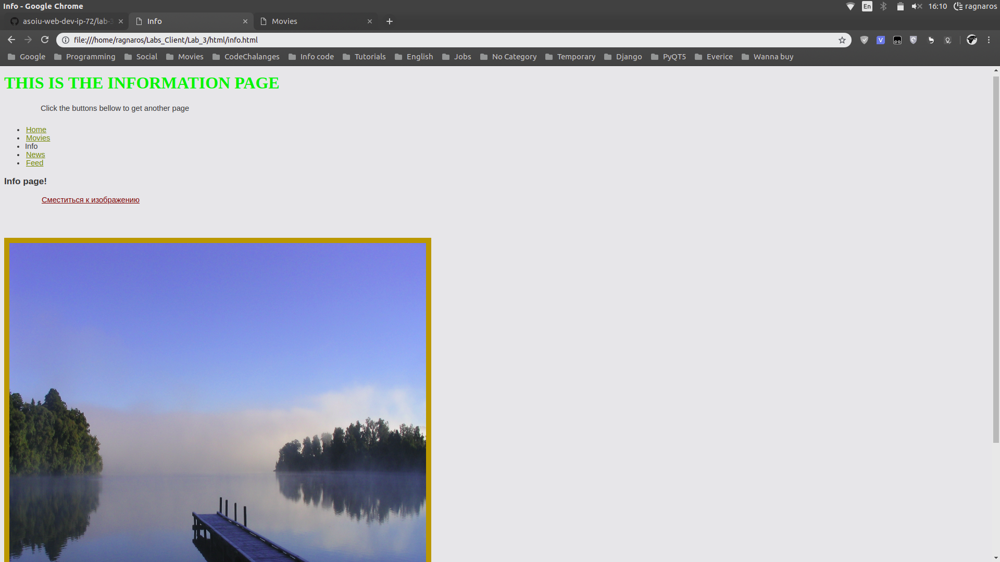 Info - Google Chrome
En
16:10
ragnaros
asoiu-web-dev-ip-72/lab-3
Info
Movies
file:///home/ragnaros/Labs_Client/Lab_3/html/info.html
Google
Programming
Social
Movies
CodeChalanges
Info code
Tutorials
English
Jobs
No Category
Temporary
Django
PyQT5
Everice
Wanna buy
THIS IS THE INFORMATION PAGE
Click the buttons bellow to get another page
Home
Movies
Info
News
Feed
Info page!
Сместиться к изображению